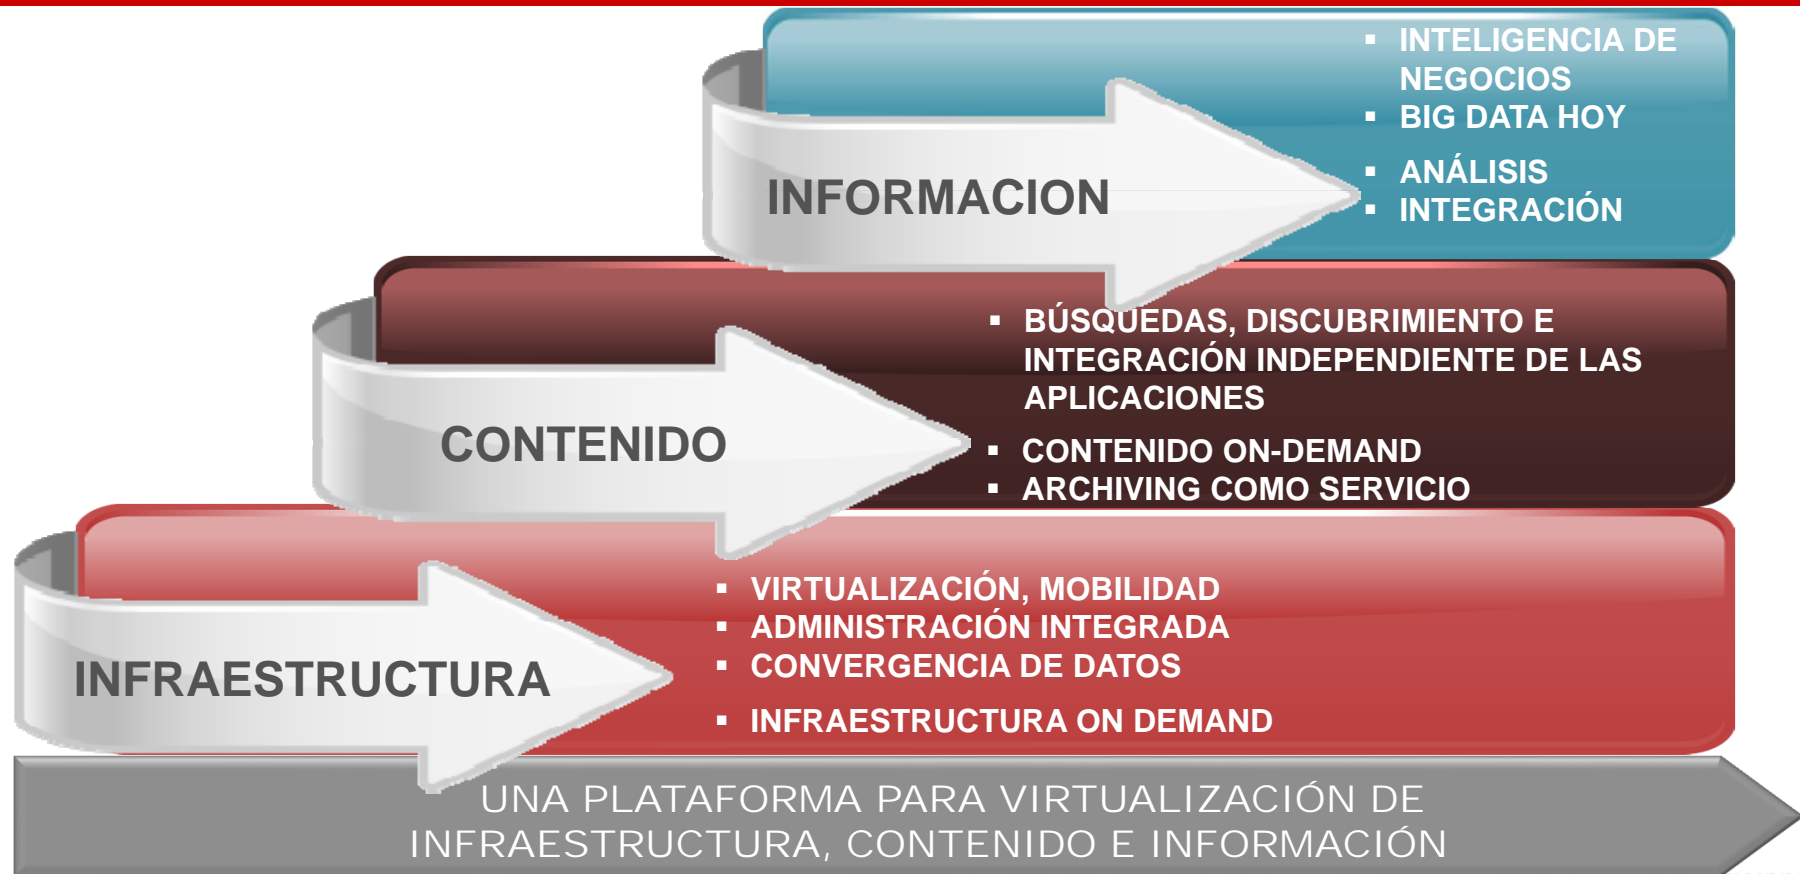 INFORMACION
▪ INTELIGENCIA DE
NEGOCIOS
▪ BIG DATA HOY
▪ ANÁLISIS
▪ INTEGRACIÓN
CONTENIDO
▪ BÚSQUEDAS, DISCUBRIMIENTO E
INTEGRACIÓN INDEPENDIENTE DE LAS
APLICACIONES
▪ CONTENIDO ON-DEMAND
▪ ARCHIVING COMO SERVICIO
INFRAESTRUCTURA
▪ VIRTUALIZACIÓN, MOBILIDAD
▪ ADMINISTRACIÓN INTEGRADA
▪ CONVERGENCIA DE DATOS
▪ INFRAESTRUCTURA ON DEMAND
UNA PLATAFORMA PARA VIRTUALIZACIÓN DE
INFRAESTRUCTURA, CONTENIDO E INFORMACIÓN